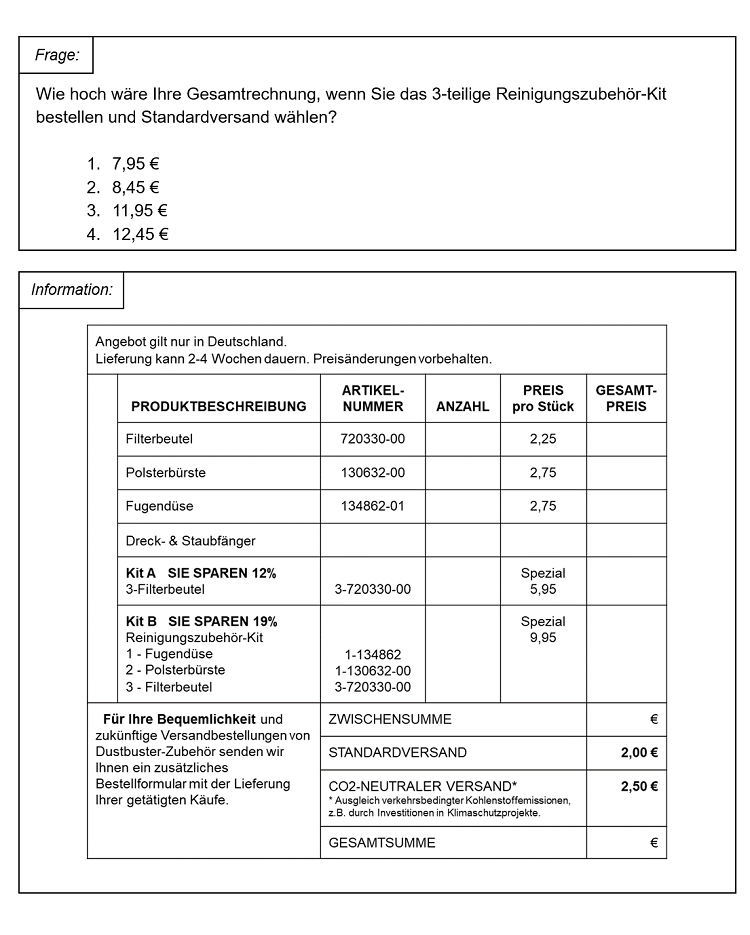 Frage:
Wie hoch wäre Ihre Gesamtrechnung, wenn Sie das 3-teilige Reinigungszubehör-Kit
bestellen und Standardversand wählen?
1. 7,95 €
2. 8,45 €
3. 11,95 €
4. 12,45 €
Information:
Angebot gilt nur in Deutschland.
Lieferung kann 2-4 Wochen dauern. Preisänderungen vorbehalten.
PRODUKTBESCHREIBUNG ARTIKEL-NUMMER ANZAHL PREIS pro Stück GESAMT-PREIS
Filterbeutel 720330-00 2,25
Polsterbürste 130632-00 2,75
Fugendüse 134862-01 2,75
Dreck- & Staubfänger
Kit A SIE SPAREN 12% Spezial
3-Filterbeutel 3-720330-00 5,95
Kit B SIE SPAREN 19% Spezial
Reinigungszubehör-Kit 9,95
1 - Fugendüse 1-134862
2 - Polsterbürste 1-130632-00
3 - Filterbeutel 3-720330-00
Für Ihre Bequemlichkeit und
zukünftige Versandbestellungen von
Dustbuster-Zubehör senden wir
Ihnen ein zusätzliches
Bestellformular mit der Lieferung
Ihrer getätigten Käufe.
ZWISCHENSUMME €
STANDARDVERSAND 2,00 €
CO2-NEUTRALER VERSAND* 2,50 €
* Ausgleich verkehrsbedingter Kohlenstoffemissionen,
z.B. durch Investitionen in Klimaschutzprojekte.
GESAMTSUMME €